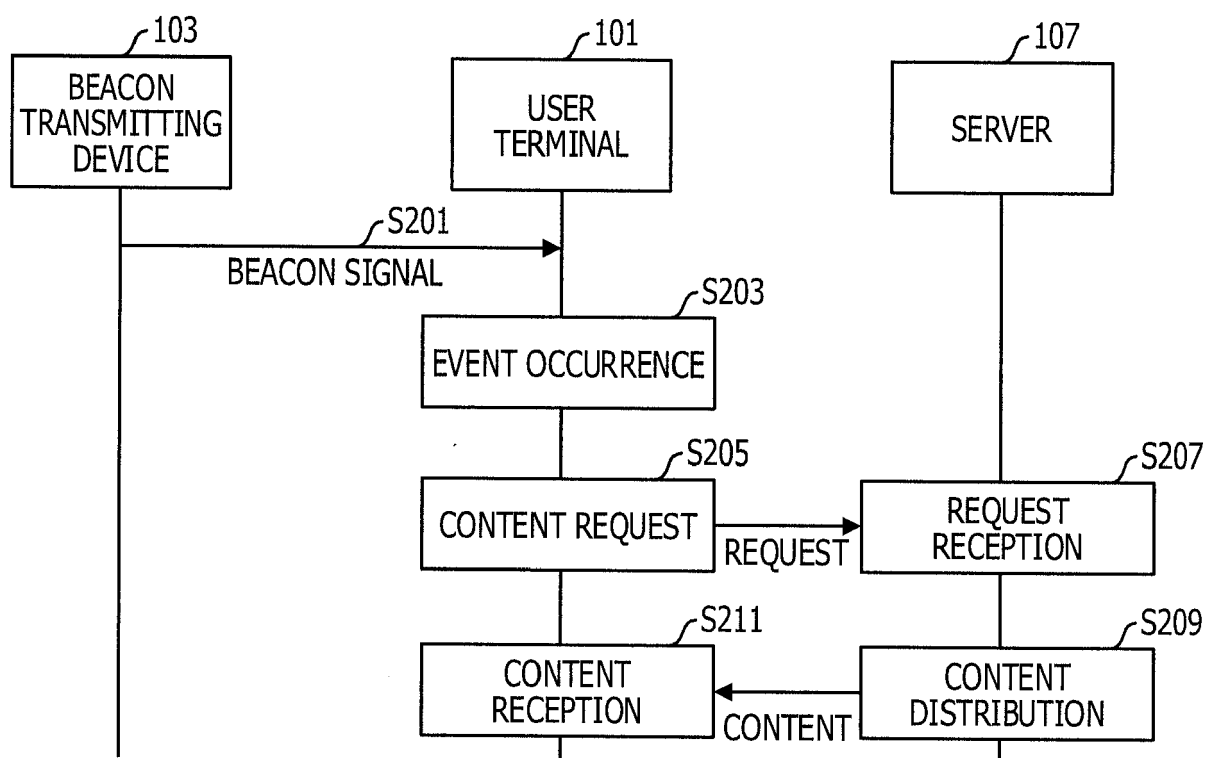 103
101
107
BEACON
TRANSMITTING
DEVICE
USER
TERMINAL
SERVER
S201
BEACON SIGNAL
S203
EVENT OCCURRENCE
S205
CONTENT REQUEST
REQUEST
S207
REQUEST
RECEPTION
S211
CONTENT
RECEPTION
CONTENT
S209
CONTENT
DISTRIBUTION